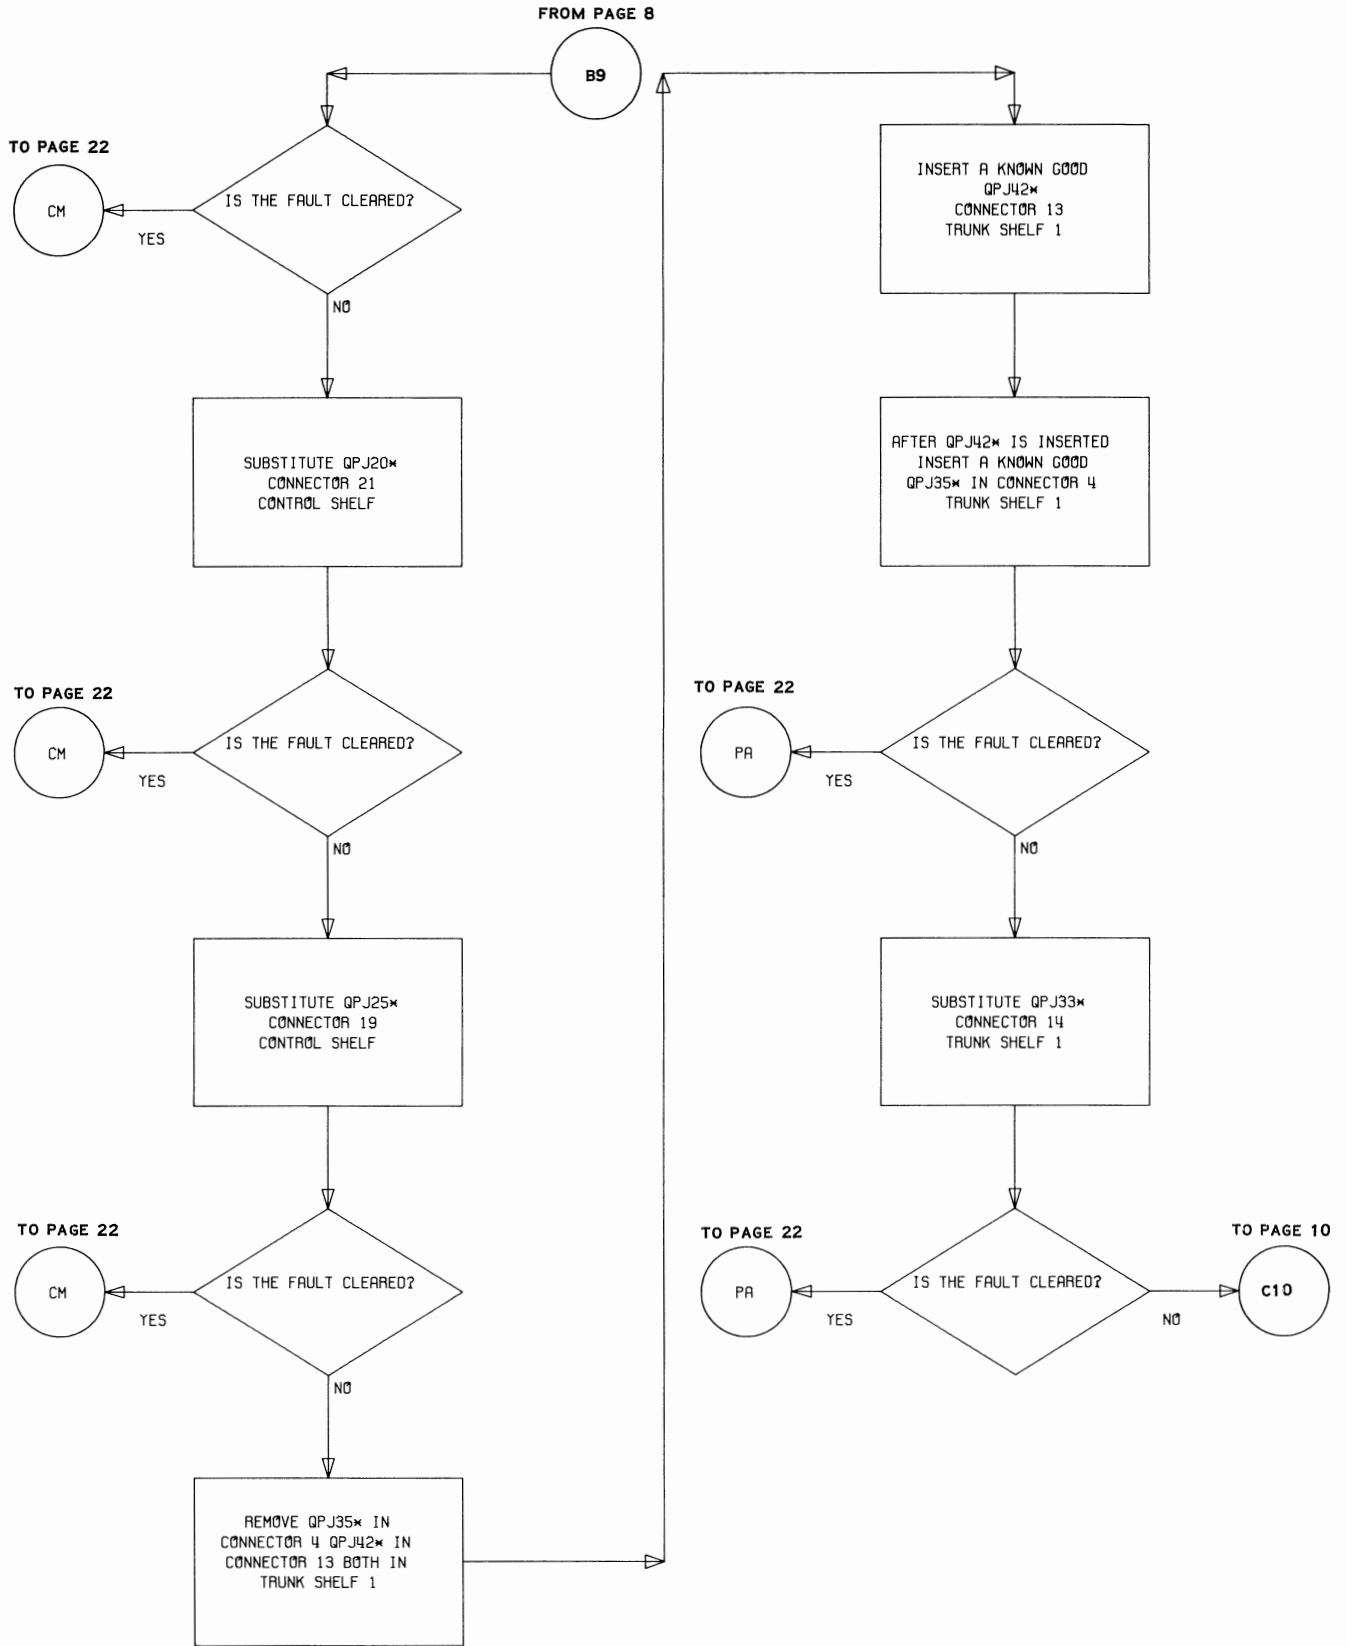 FROM PAGE 8
B9
IS THE FAULT CLEARED?
YES
TO PAGE 22
CM
NO
SUBSTITUTE QPJ20*
CONNECTOR 21
CONTROL SHELF
IS THE FAULT CLEARED?
YES
TO PAGE 22
CM
NO
SUBSTITUTE QPJ25*
CONNECTOR 19
CONTROL SHELF
IS THE FAULT CLEARED?
YES
TO PAGE 22
CM
NO
REMOVE QPJ35* IN
CONNECTOR 4 QPJ42* IN
CONNECTOR 13 BOTH IN
TRUNK SHELF 1
INSERT A KNOWN GOOD
QPJ42*
CONNECTOR 13
TRUNK SHELF 1
AFTER QPJ42* IS INSERTED
INSERT A KNOWN GOOD
QPJ35* IN CONNECTOR 4
TRUNK SHELF 1
IS THE FAULT CLEARED?
YES
TO PAGE 22
PA
NO
SUBSTITUTE QPJ33*
CONNECTOR 14
TRUNK SHELF 1
IS THE FAULT CLEARED?
YES
TO PAGE 22
PA
NO
TO PAGE 10
C10